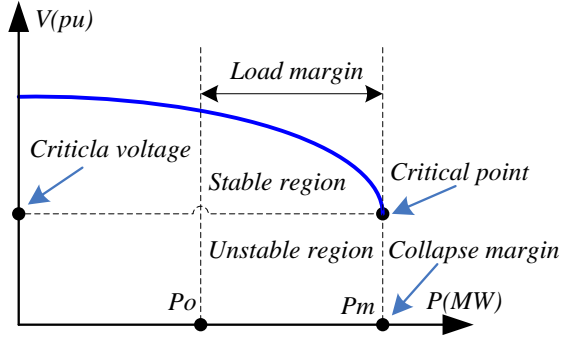 V(pu)
Load margin
Criticla voltage
Stable region
Critical point
Unstable region
Collapse margin
Po
Pm
P(MW)